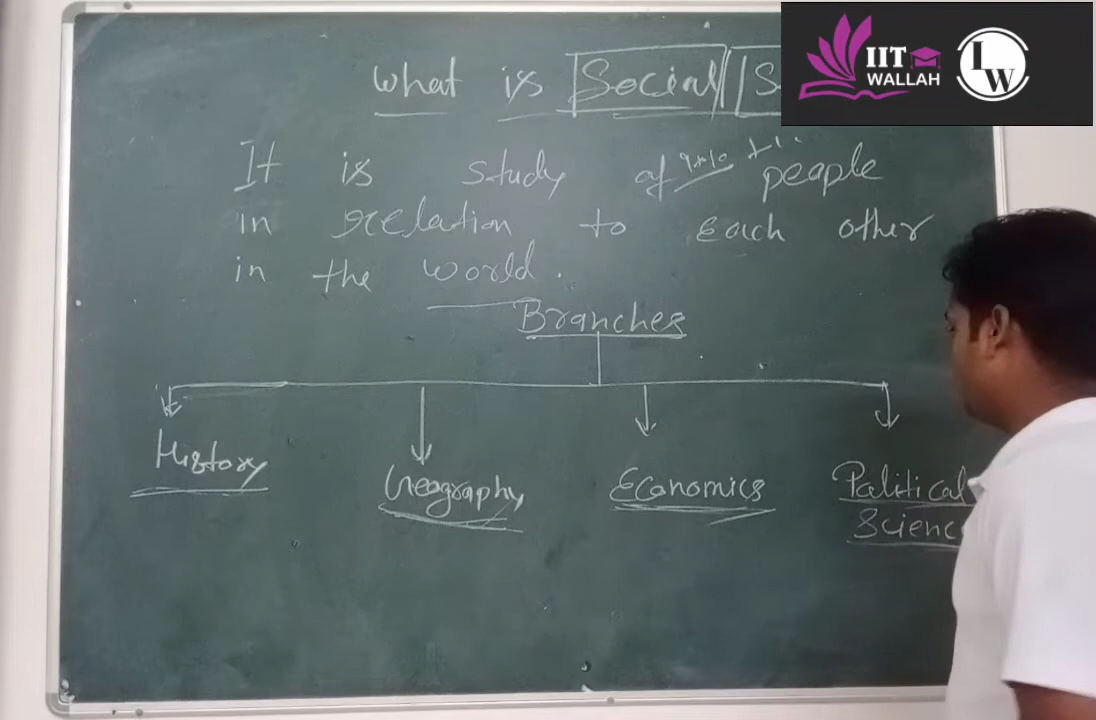 What is Social S
IIT
WALLAH
LW
It is study of people
in relation to each other
in the world.
Branches
History
Geography
Economics
Political
Scienc